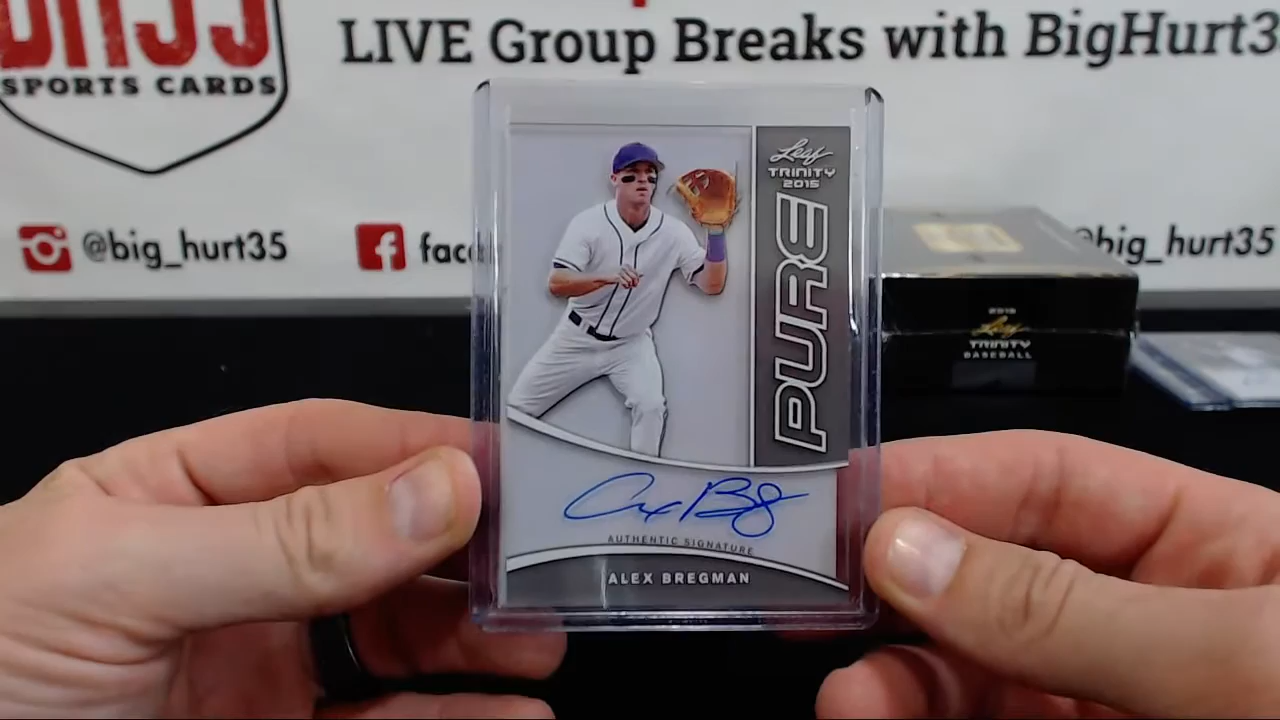 BH35
SPORTS CARDS
LIVE Group Breaks with BigHurt3
@big_hurt35
big_hurt35
Leaf
TRINITY
2015
PURE
AUTHENTIC SIGNATURE
ALEX BREGMAN
Leaf
TRINITY
BASEBALL